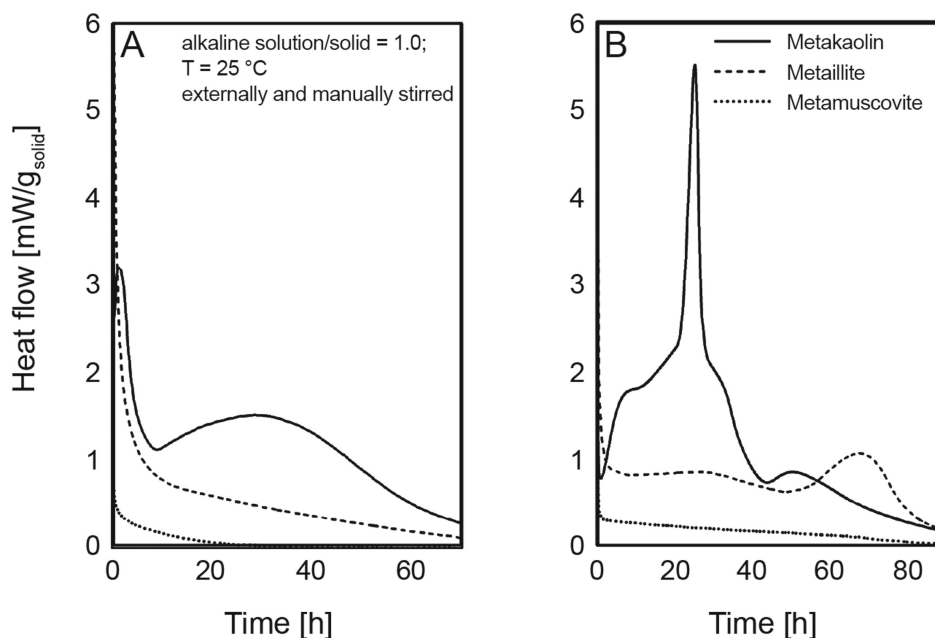 A
alkaline solution/solid = 1.0;
T = 25 °C
externally and manually stirred
B
Metakaolin
Metaillite
Metamuscovite
Heat flow [mW/g_solid]
6
5
4
3
2
1
0
6
5
4
3
2
1
0
0 20 40 60
0 20 40 60 80
Time [h]
Time [h]